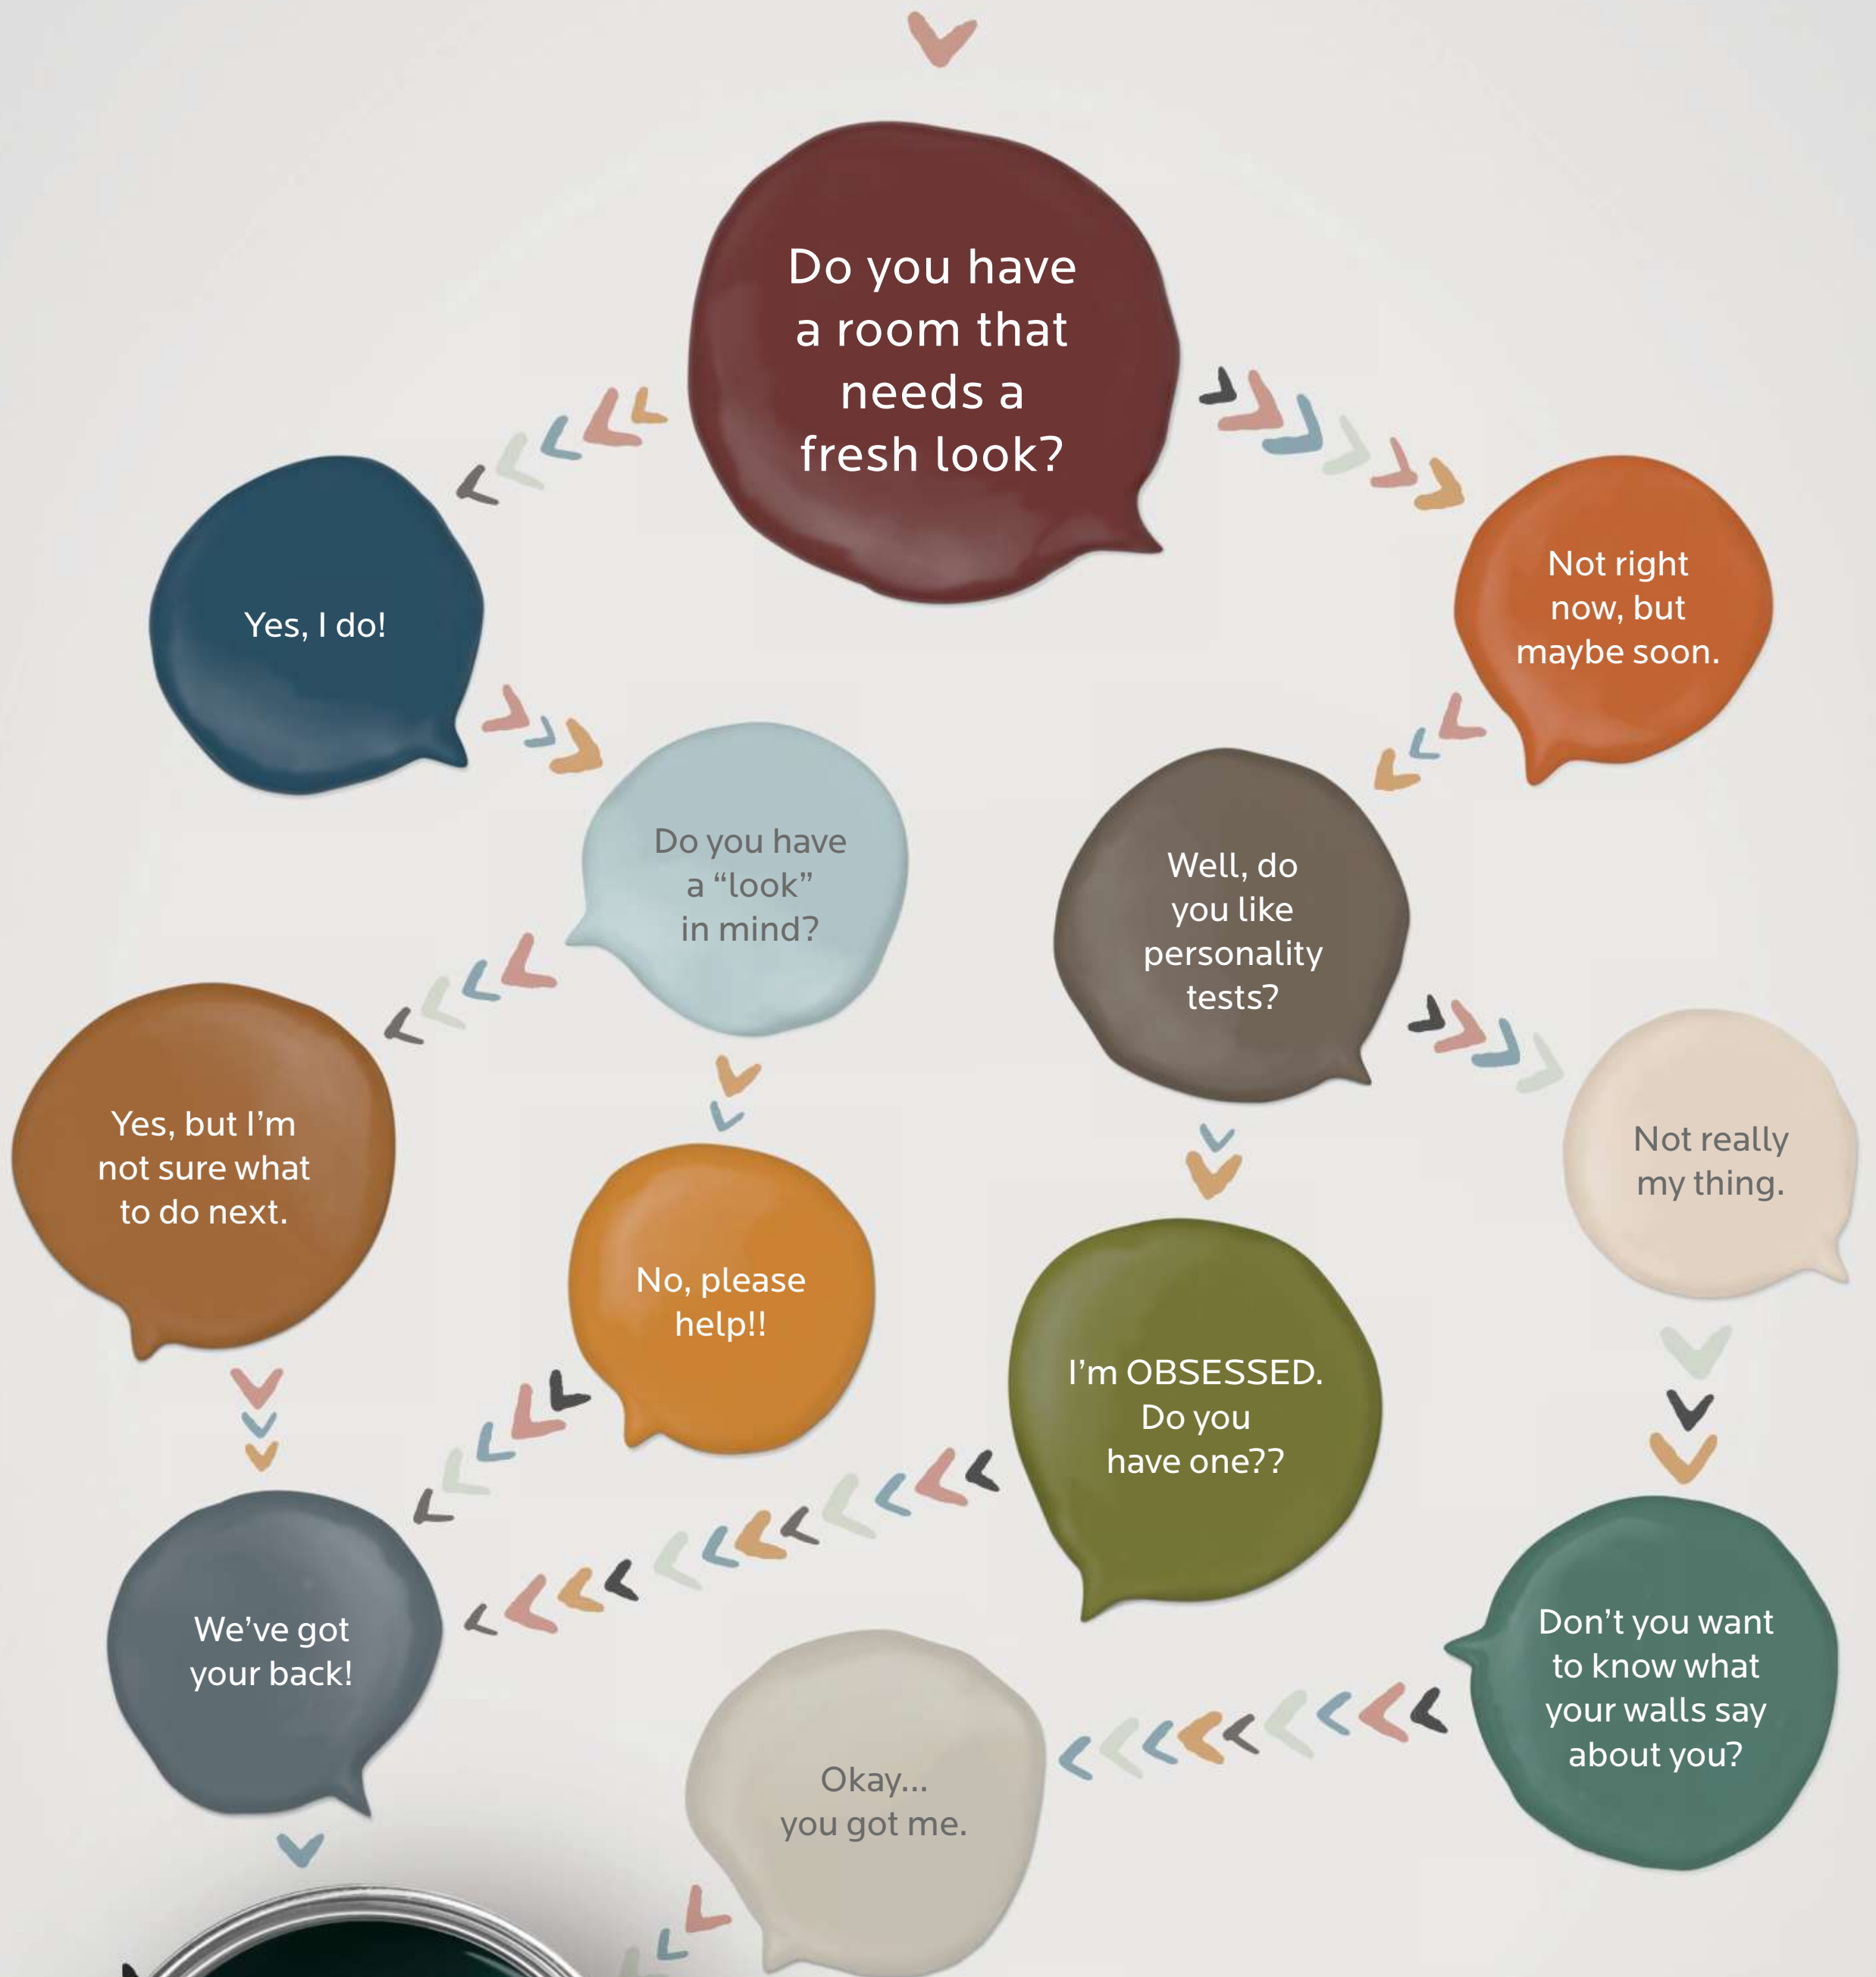 Do you have
a room that
needs a
fresh look?
Yes, I do!
Not right
now, but
maybe soon.
Do you have
a “look”
in mind?
Well, do
you like
personality
tests?
Yes, but I’m
not sure what
to do next.
No, please
help!!
Not really
my thing.
I’m OBSESSED.
Do you
have one??
We’ve got
your back!
Don’t you want
to know what
your walls say
about you?
Okay...
you got me.